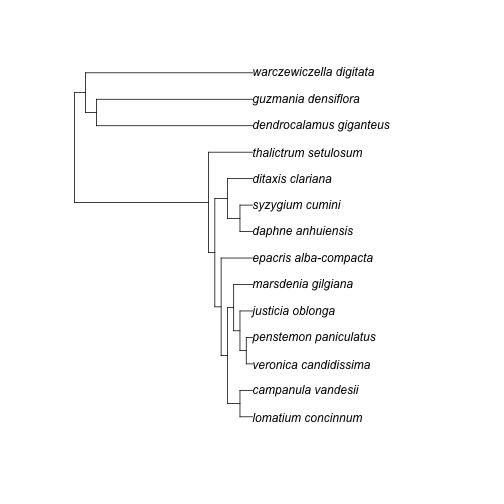 warczewiczella digitata
guzmania densiflora
dendrocalamus giganteus
thalictrum setulosum
ditaxis clariana
syzygium cumini
daphne anhuiensis
epacris alba-compacta
marsdenia gilgiana
justicia oblonga
penstemon paniculatus
veronica candidissima
campanula vandesii
lomatium concinnum